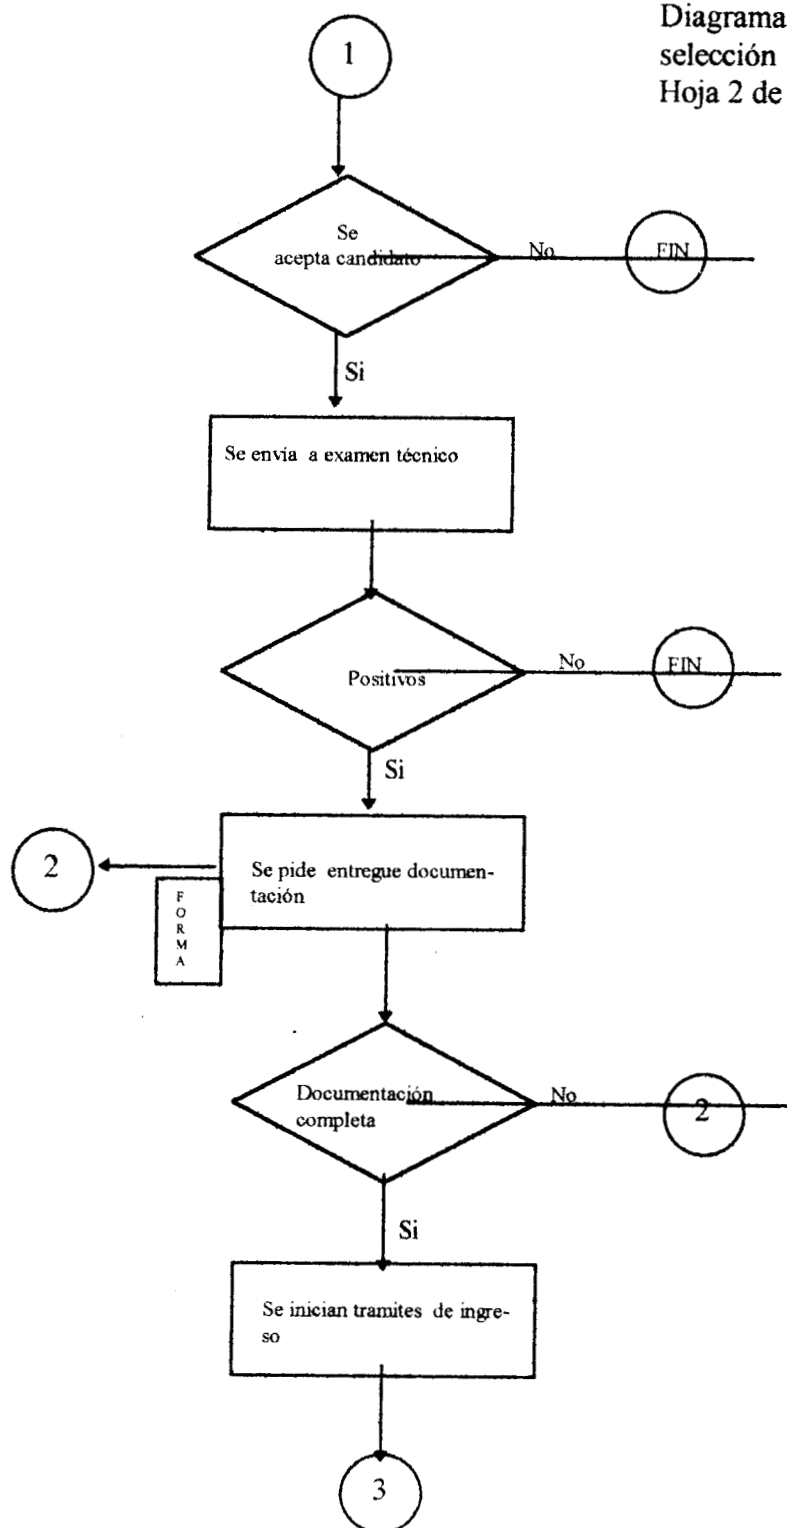 Diagrama
selección
Hoja 2 de
1
Se
acepta candidato
No
FIN
Si
Se envía a examen técnico
Positivos
No
FIN
Si
2
Se pide entregue documen-
tación
F
O
R
M
A
Documentación
completa
No
2
Si
Se inician tramites de ingre-
so
3